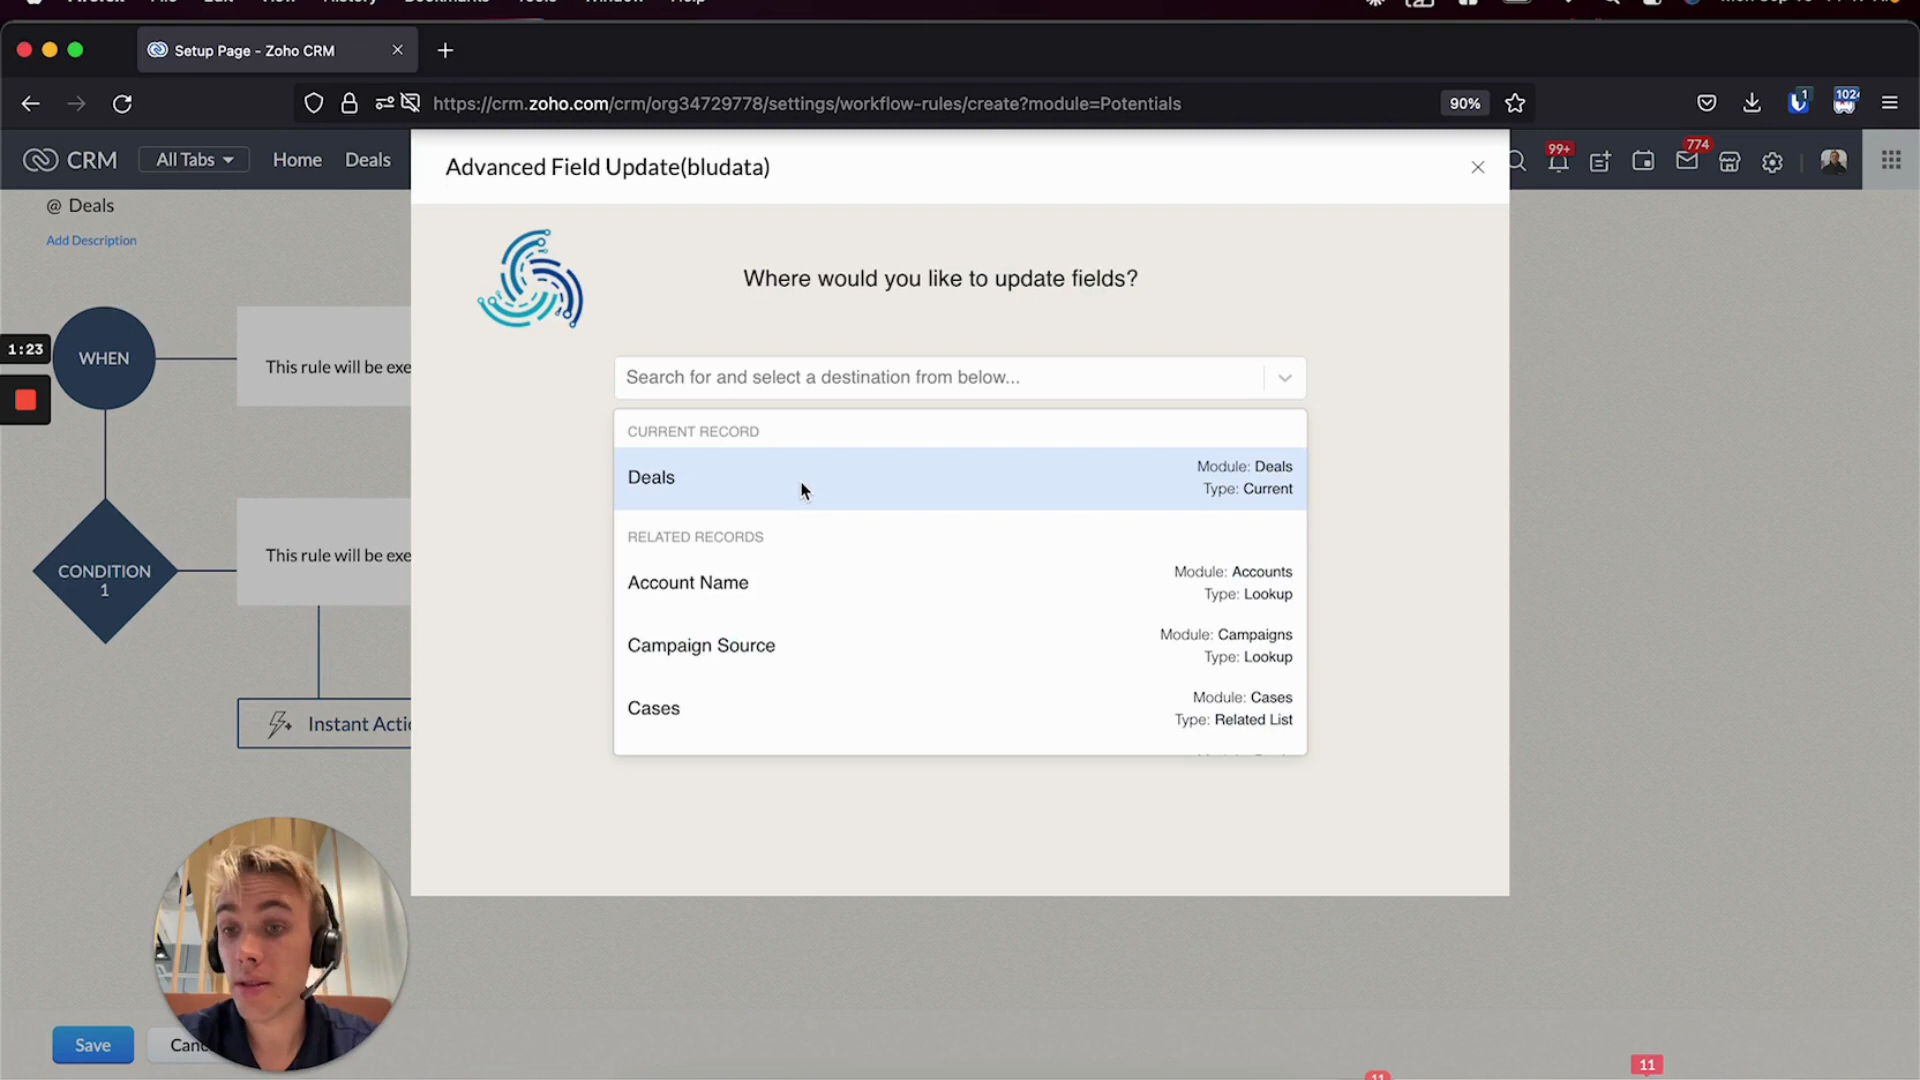 Setup Page - Zoho CRM
https://crm.zoho.com/crm/org34729778/settings/workflow-rules/create?module=Potentials
90%
1
102
CRM
All Tabs
Home
Deals
99+
774
Advanced Field Update(bludata)
@ Deals
Add Description
Where would you like to update fields?
1:23
WHEN
This rule will be exe
Search for and select a destination from below...
CURRENT RECORD
Deals
Module: Deals
Type: Current
RELATED RECORDS
Account Name
Module: Accounts
Type: Lookup
CONDITION
1
This rule will be exe
Campaign Source
Module: Campaigns
Type: Lookup
Cases
Module: Cases
Type: Related List
Instant Actio
Save
Canc
11
11